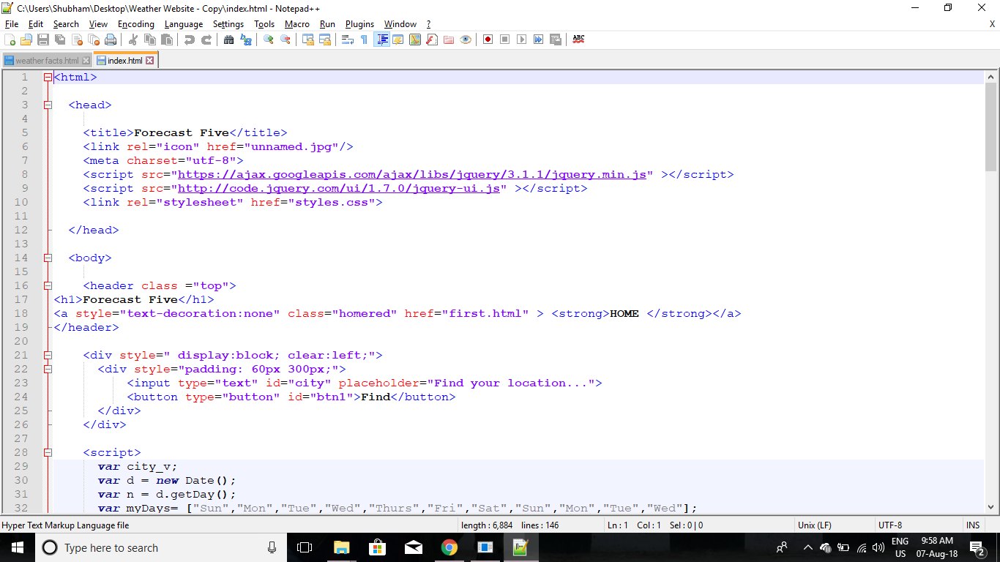 C:\Users\Shubham\Desktop\Weather Website - Copy\index.html - Notepad++
File Edit Search View Encoding Language Settings Tools Macro Run Plugins Window ? X
ABC
weather facts.html index.html
1 <html>
2
3 <head>
4
5 <title>Forecast Five</title>
6 <link rel="icon" href="unnamed.jpg"/>
7 <meta charset="utf-8">
8 <script src="https://ajax.googleapis.com/ajax/libs/jquery/3.1.1/jquery.min.js" ></script>
9 <script src="http://code.jquery.com/ui/1.7.0/jquery-ui.js" ></script>
10 <link rel="stylesheet" href="styles.css">
11
12 </head>
13
14 <body>
15
16 <header class ="top">
17 <h1>Forecast Five</h1>
18 <a style="text-decoration:none" class="homered" href="first.html" > <strong>HOME </strong></a>
19 </header>
20
21 <div style=" display:block; clear:left;">
22 <div style="padding: 60px 300px;">
23 <input type="text" id="city" placeholder="Find your location...">
24 <button type="button" id="btn1">Find</button>
25 </div>
26 </div>
27
28 <script>
29 var city_v;
30 var d = new Date();
31 var n = d.getDay();
32 var myDays= ["Sun","Mon","Tue","Wed","Thurs","Fri","Sat","Sun","Mon","Tue","Wed"];
Hyper Text Markup Language file length : 6,884 lines : 146 Ln : 1 Col : 1 Sel : 0 | 0 Unix (LF) UTF-8 INS
Type here to search ENG 9:58 AM
US 07-Aug-18 2